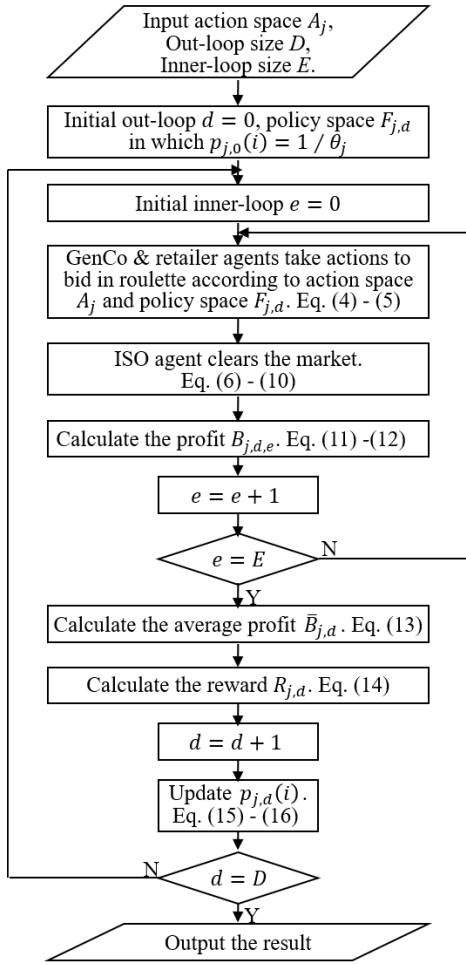 Input action space A_j,
Out-loop size D,
Inner-loop size E.
Initial out-loop d = 0, policy space F_{j,d}
in which p_{j,0}(i) = 1 / θ_j
Initial inner-loop e = 0
GenCo & retailer agents take actions to
bid in roulette according to action space
A_j and policy space F_{j,d}. Eq. (4) - (5)
ISO agent clears the market.
Eq. (6) - (10)
Calculate the profit B_{j,d,e}. Eq. (11) -(12)
e = e + 1
e = E
N
Y
Calculate the average profit B̄_{j,d}. Eq. (13)
Calculate the reward R_{j,d}. Eq. (14)
d = d + 1
Update p_{j,d}(i).
Eq. (15) - (16)
N
d = D
Y
Output the result